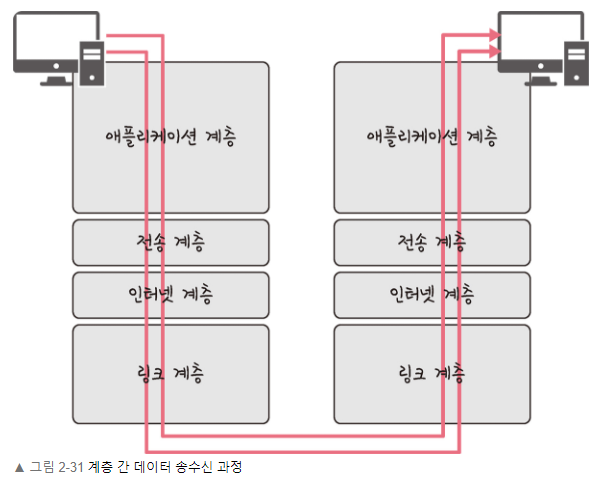 애플리케이션 계층
애플리케이션 계층
전송 계층
전송 계층
인터넷 계층
인터넷 계층
링크 계층
링크 계층
▲ 그림 2-31 계층 간 데이터 송수신 과정